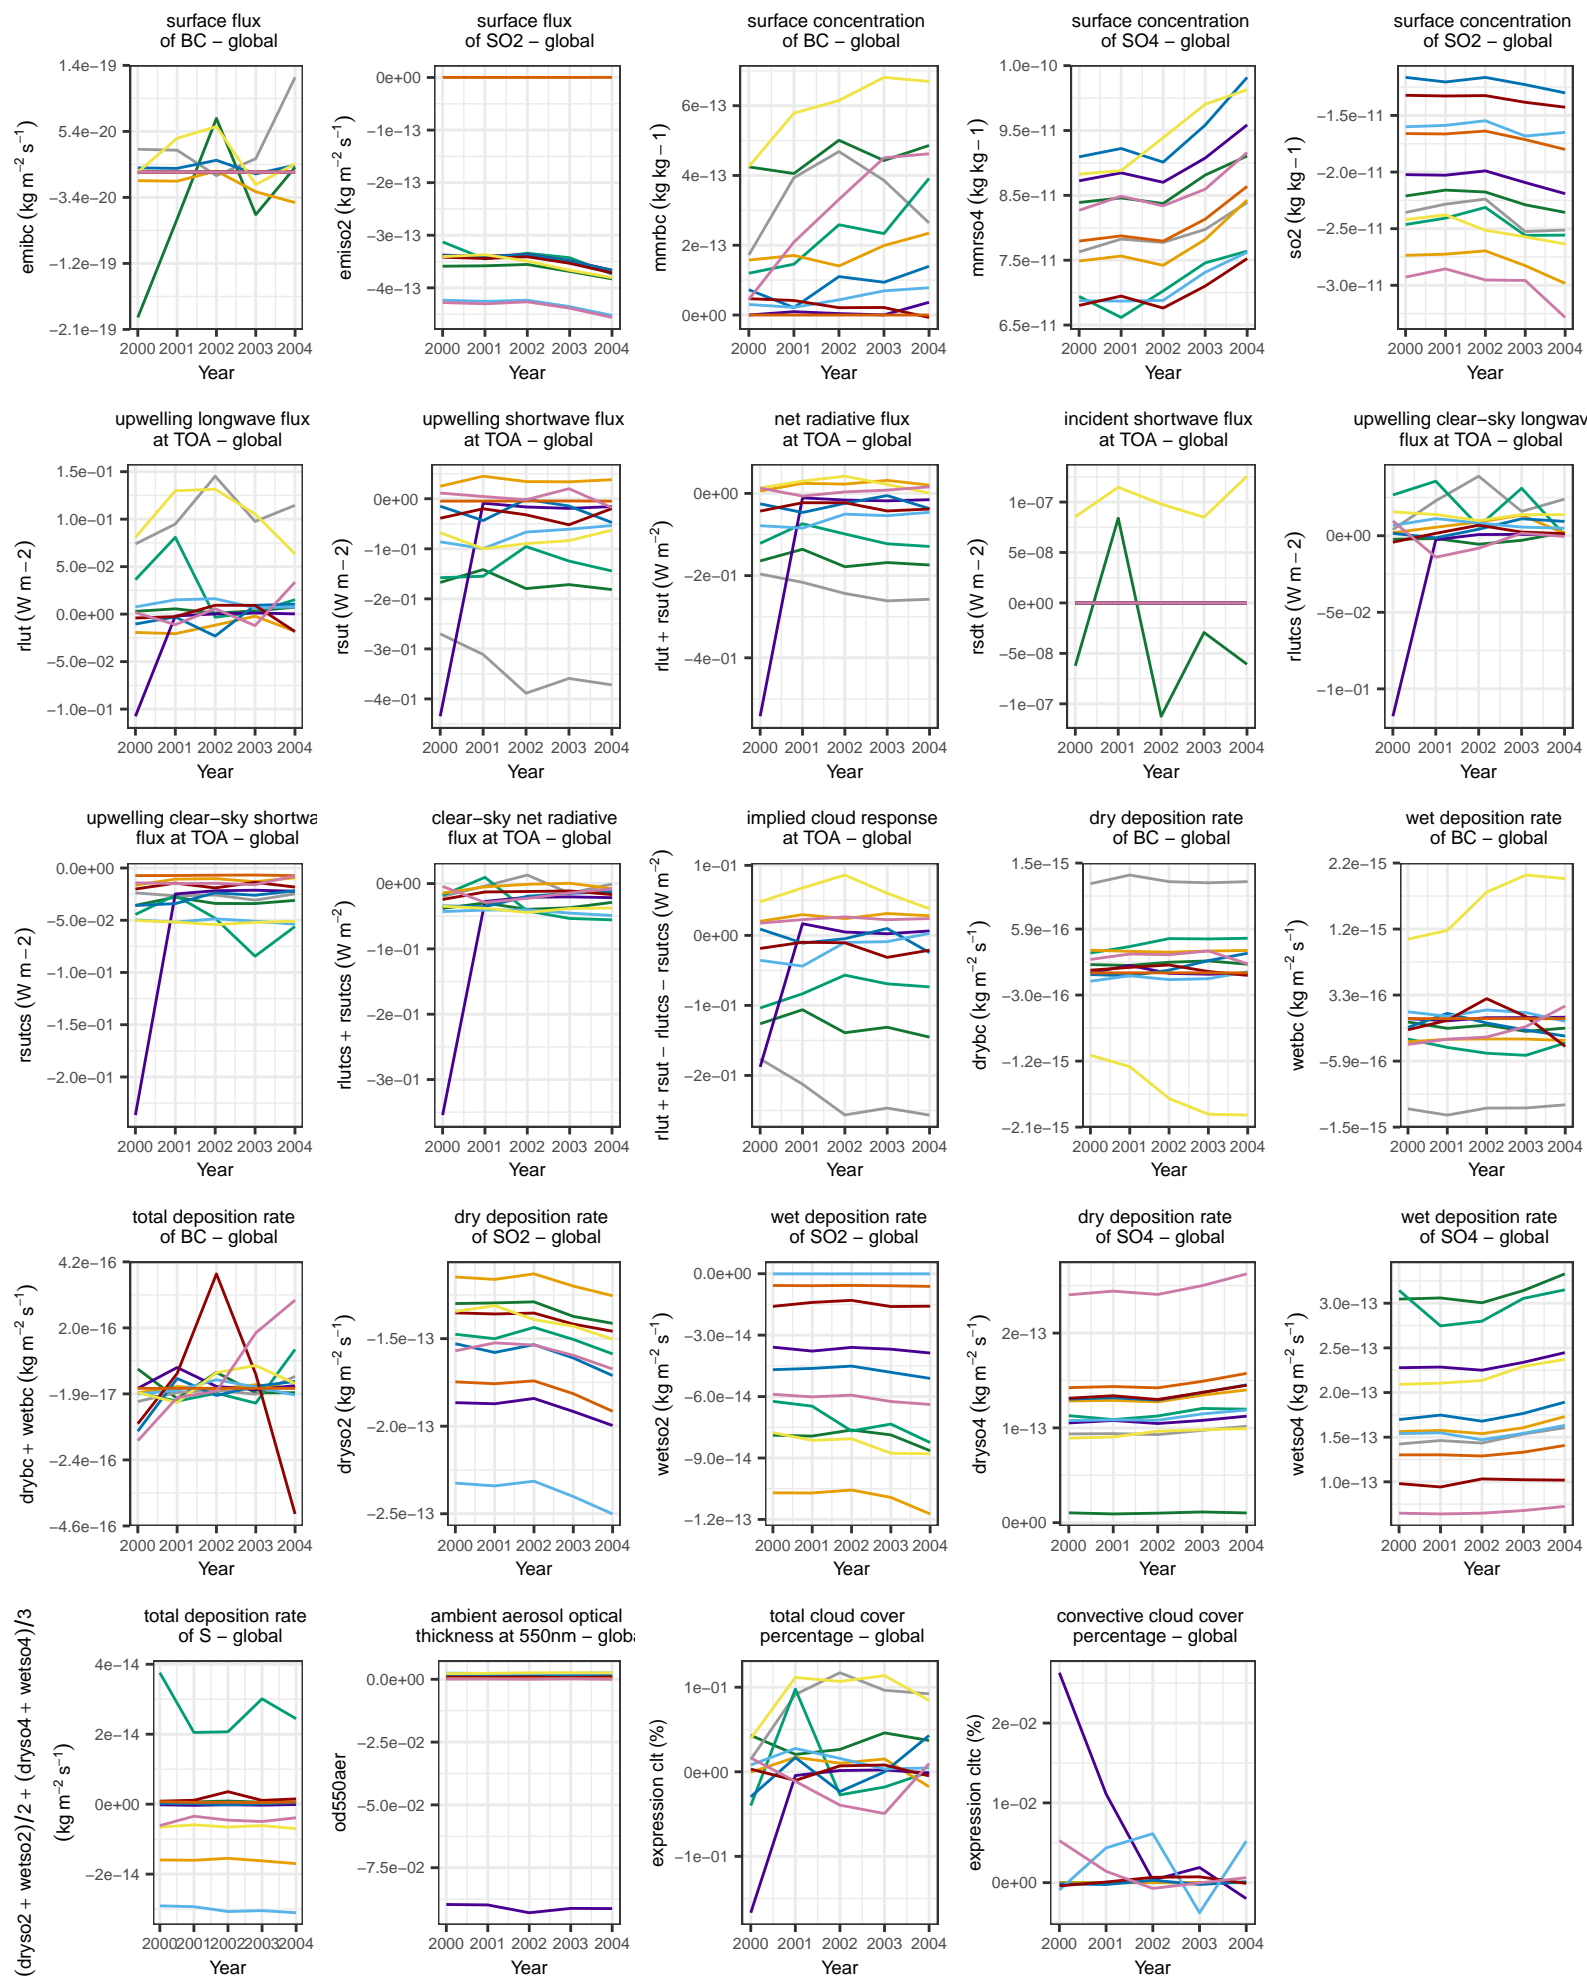 surface flux
of BC − global
surface flux
of SO2 − global
surface concentration
of BC − global
surface concentration
of SO4 − global
surface concentration
of SO2 − global
emibc (kg m−2 s−1)
1.4e−19
5.4e−20
−3.4e−20
−1.2e−19
−2.1e−19
2000 2001 2002 2003 2004
Year
emiso2 (kg m−2 s−1)
0e+00
−1e−13
−2e−13
−3e−13
−4e−13
2000 2001 2002 2003 2004
Year
mmrbc (kg kg − 1)
6e−13
4e−13
2e−13
0e+00
2000 2001 2002 2003 2004
Year
mmrso4 (kg kg − 1)
1.0e−10
9.5e−11
8.5e−11
7.5e−11
6.5e−11
2000 2001 2002 2003 2004
Year
so2 (kg kg − 1)
−1.5e−11
−2.0e−11
−2.5e−11
−3.0e−11
2000 2001 2002 2003 2004
Year
upwelling longwave flux
at TOA − global
upwelling shortwave flux
at TOA − global
net radiative flux
at TOA − global
incident shortwave flux
at TOA − global
upwelling clear−sky longwav
flux at TOA − global
rlut (W m − 2)
1.5e−01
1.0e−01
5.0e−02
0.0e+00
−5.0e−02
−1.0e−01
2000 2001 2002 2003 2004
Year
rsut (W m − 2)
0e+00
−1e−01
−2e−01
−3e−01
−4e−01
2000 2001 2002 2003 2004
Year
rlut + rsut (W m−2)
0e+00
−2e−01
−4e−01
2000 2001 2002 2003 2004
Year
rsdt (W m − 2)
1e−07
5e−08
0e+00
−5e−08
−1e−07
2000 2001 2002 2003 2004
Year
rlutcs (W m − 2)
0e+00
−5e−02
−1e−01
2000 2001 2002 2003 2004
Year
upwelling clear−sky shortwa
flux at TOA − global
clear−sky net radiative
flux at TOA − global
implied cloud response
at TOA − global
dry deposition rate
of BC − global
wet deposition rate
of BC − global
rsutcs (W m − 2)
0.0e+00
−5.0e−02
−1.0e−01
−1.5e−01
−2.0e−01
2000 2001 2002 2003 2004
Year
rlutcs + rsutcs (W m−2)
0e+00
−1e−01
−2e−01
−3e−01
2000 2001 2002 2003 2004
Year
rlut + rsut − rlutcs − rsutcs (W m−2)
1e−01
0e+00
−1e−01
−2e−01
2000 2001 2002 2003 2004
Year
drybc (kg m−2 s−1)
1.5e−15
5.9e−16
−3.0e−16
−1.2e−15
−2.1e−15
2000 2001 2002 2003 2004
Year
wetbc (kg m−2 s−1)
2.2e−15
1.2e−15
3.3e−16
−5.9e−16
−1.5e−15
2000 2001 2002 2003 2004
Year
total deposition rate
of BC − global
dry deposition rate
of SO2 − global
wet deposition rate
of SO2 − global
dry deposition rate
of SO4 − global
wet deposition rate
of SO4 − global
drybc + wetbc (kg m−2 s−1)
4.2e−16
2.0e−16
−1.9e−17
−2.4e−16
−4.6e−16
2000 2001 2002 2003 2004
Year
dryso2 (kg m−2 s−1)
−1.5e−13
−2.0e−13
−2.5e−13
2000 2001 2002 2003 2004
Year
wetso2 (kg m−2 s−1)
0.0e+00
−3.0e−14
−6.0e−14
−9.0e−14
−1.2e−13
2000 2001 2002 2003 2004
Year
dryso4 (kg m−2 s−1)
2e−13
1e−13
0e+00
2000 2001 2002 2003 2004
Year
wetso4 (kg m−2 s−1)
3.0e−13
2.5e−13
2.0e−13
1.5e−13
1.0e−13
2000 2001 2002 2003 2004
Year
total deposition rate
of S − global
ambient aerosol optical
thickness at 550nm − globa
total cloud cover
percentage − global
convective cloud cover
percentage − global
(dryso2 + wetso2)/2 + (dryso4 + wetso4)/3
(kg m−2 s−1)
4e−14
2e−14
0e+00
−2e−14
2000 2001 2002 2003 2004
Year
od550aer
0.0e+00
−2.5e−02
−5.0e−02
−7.5e−02
2000 2001 2002 2003 2004
Year
expression clt (%)
1e−01
0e+00
−1e−01
2000 2001 2002 2003 2004
Year
expression cltc (%)
2e−02
1e−02
0e+00
2000 2001 2002 2003 2004
Year